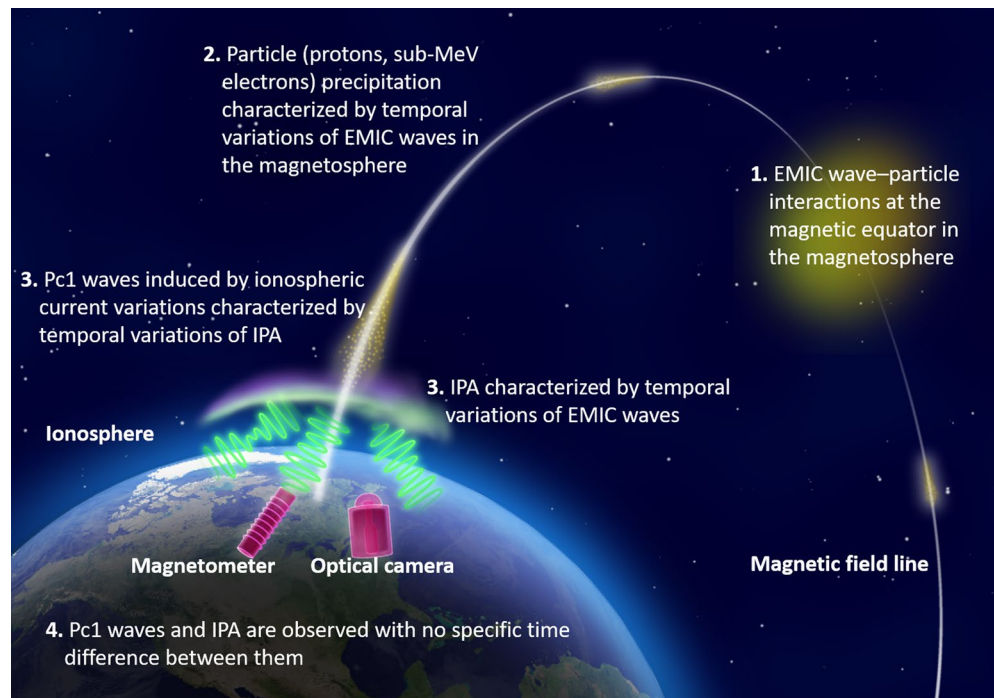 2. Particle (protons, sub-MeV
electrons) precipitation
characterized by temporal
variations of EMIC waves in
the magnetosphere
1. EMIC wave–particle
interactions at the
magnetic equator in
the magnetosphere
3. Pc1 waves induced by ionospheric
current variations characterized by
temporal variations of IPA
3. IPA characterized by temporal
variations of EMIC waves
Ionosphere
Magnetometer
Optical camera
Magnetic field line
4. Pc1 waves and IPA are observed with no specific time
difference between them